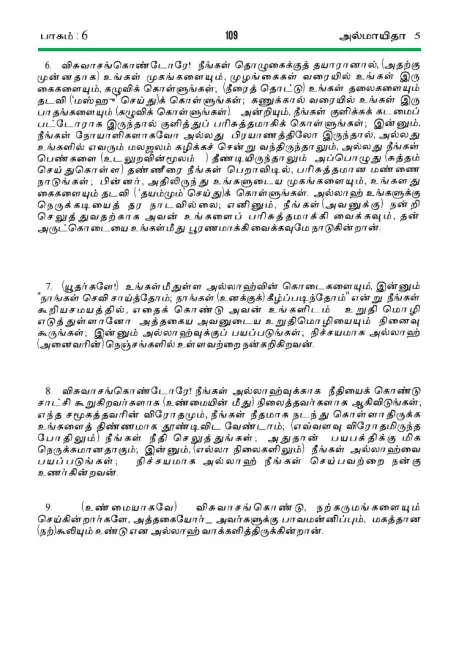 பாகம் : 6 109 அல்மாயிதா 5
6. விசுவாசங்கொண்டோரே! நீங்கள் தொழுகைக்குத் தயாரானால், (அதற்கு
முன்னதாக) உங்கள் முகங்களையும், முழங்கைகள் வரையில் உங்கள் இரு
கைகளையும், கழுவிக் கொள்ளுங்கள்; (நீரைத் தொட்டு) உங்கள் தலைகளையும்
தடவி (மஸ்ஹு செய்து)க் கொள்ளுங்கள்; கணுக்கால் வரையில் உங்கள் இரு
பாதங்களையும் (கழுவிக் கொள்ளுங்கள்). அன்றியும், நீங்கள் குளிக்கக் கடமைப்
பட்டோராக இருந்தால் குளித்துப் பரிசுத்தமாகிக் கொள்ளுங்கள்; இன்னும்,
நீங்கள் நோயாளிகளாகவோ அல்லது பிரயாணத்திலோ இருந்தால், அல்லது
உங்களில் எவரும் மலஜலம் கழிக்கச் சென்று வந்திருந்தாலும், அல்லது நீங்கள்
பெண்களை (உடலுறவின்மூலம் ) தீண்டியிருந்தாலும் அப்பொழுது (சுத்தம்
செய்துகொள்ள) தண்ணீரை நீங்கள் பெறாவிடில், பரிசுத்தமான மண்ணை
நாடுங்கள்; பின்னர், அதிலிருந்து உங்களுடைய முகங்களையும், உங்களது
கைகளையும் தடவி ('தயம்மும் செய்து)க் கொள்ளுங்கள். அல்லாஹ் உங்களுக்கு
நெருக்கடியைத் தர நாடவில்லை; எனினும், நீங்கள் (அவனுக்கு) நன்றி
செலுத்துவதற்காக அவன் உங்களைப் பரிசுத்தமாக்கி வைக்கவும், தன்
அருட்கொடையை உங்கள்மீது பூரணமாக்கி வைக்கவுமே நாடுகின்றான்.
7. (யூதர்களே!) உங்கள்மீதுள்ள அல்லாஹ்வின் கொடைகளையும், இன்னும்
"நாங்கள் செவி சாய்த்தோம்; நாங்கள் (உனக்குக்) கீழ்ப்படிந்தோம்" என்று நீங்கள்
கூறியசமயத்தில், எதைக் கொண்டு அவன் உங்களிடம் உறுதி மொழி
எடுத்துள்ளானோ அத்தகைய அவனுடைய உறுதிமொழியையும் நினைவு
கூருங்கள்; இன்னும் அல்லாஹ்வுக்குப் பயப்படுங்கள்; நிச்சயமாக அல்லாஹ்
(அனைவரின்) நெஞ்சங்களில் உள்ளவற்றை நன்கறிகிறவன்.
8. விசுவாசங்கொண்டோரே! நீங்கள் அல்லாஹ்வுக்காக நீதியைக் கொண்டு
சாட்சி கூறுகிறவர்களாக (உண்மையின் மீது) நிலைத்தவர்களாக ஆகிவிடுங்கள்;
எந்த சமூகத்தவரின் விரோதமும், நீங்கள் நீதமாக நடந்து கொள்ளாதிருக்க
உங்களைத் திண்ணமாக தூண்டிவிட வேண்டாம்; (எவ்வளவு விரோதமிருந்த
போதிலும்) நீங்கள் நீதி செலுத்துங்கள்; அதுதான் பயபக்திக்கு மிக
நெருக்கமானதாகும்; இன்னும், (எல்லா நிலைகளிலும்) நீங்கள் அல்லாஹ்வை
பயப்படுங்கள்; நிச்சயமாக அல்லாஹ் நீங்கள் செய்பவற்றை நன்கு
உணர்கின்றவன்.
9. (உண்மையாகவே) விசுவாசங்கொண்டு, நற்கருமங்களையும்
செய்கின்றார்களே, அத்தகையோர்_ அவர்களுக்கு பாவமன்னிப்பும், மகத்தான
(நற்)கூலியும் உண்டு என அல்லாஹ் வாக்களித்திருக்கின்றான்.